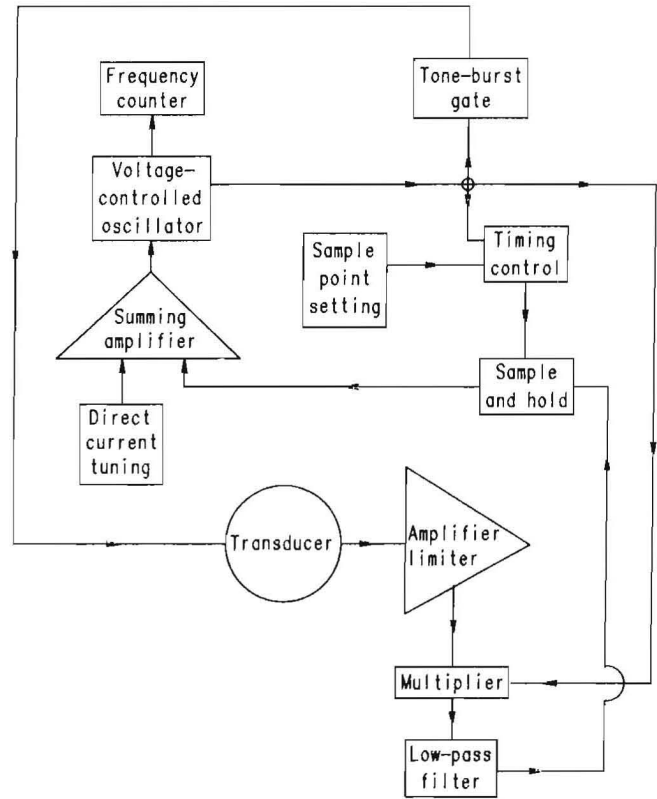 Frequency
counter
Tone-burst
gate
Voltage-
controlled
oscillator
Sample
point
setting
Timing
control
Summing
amplifier
Sample
and hold
Direct
current
tuning
Transducer
Amplifier
limiter
Multiplier
Low-pass
filter